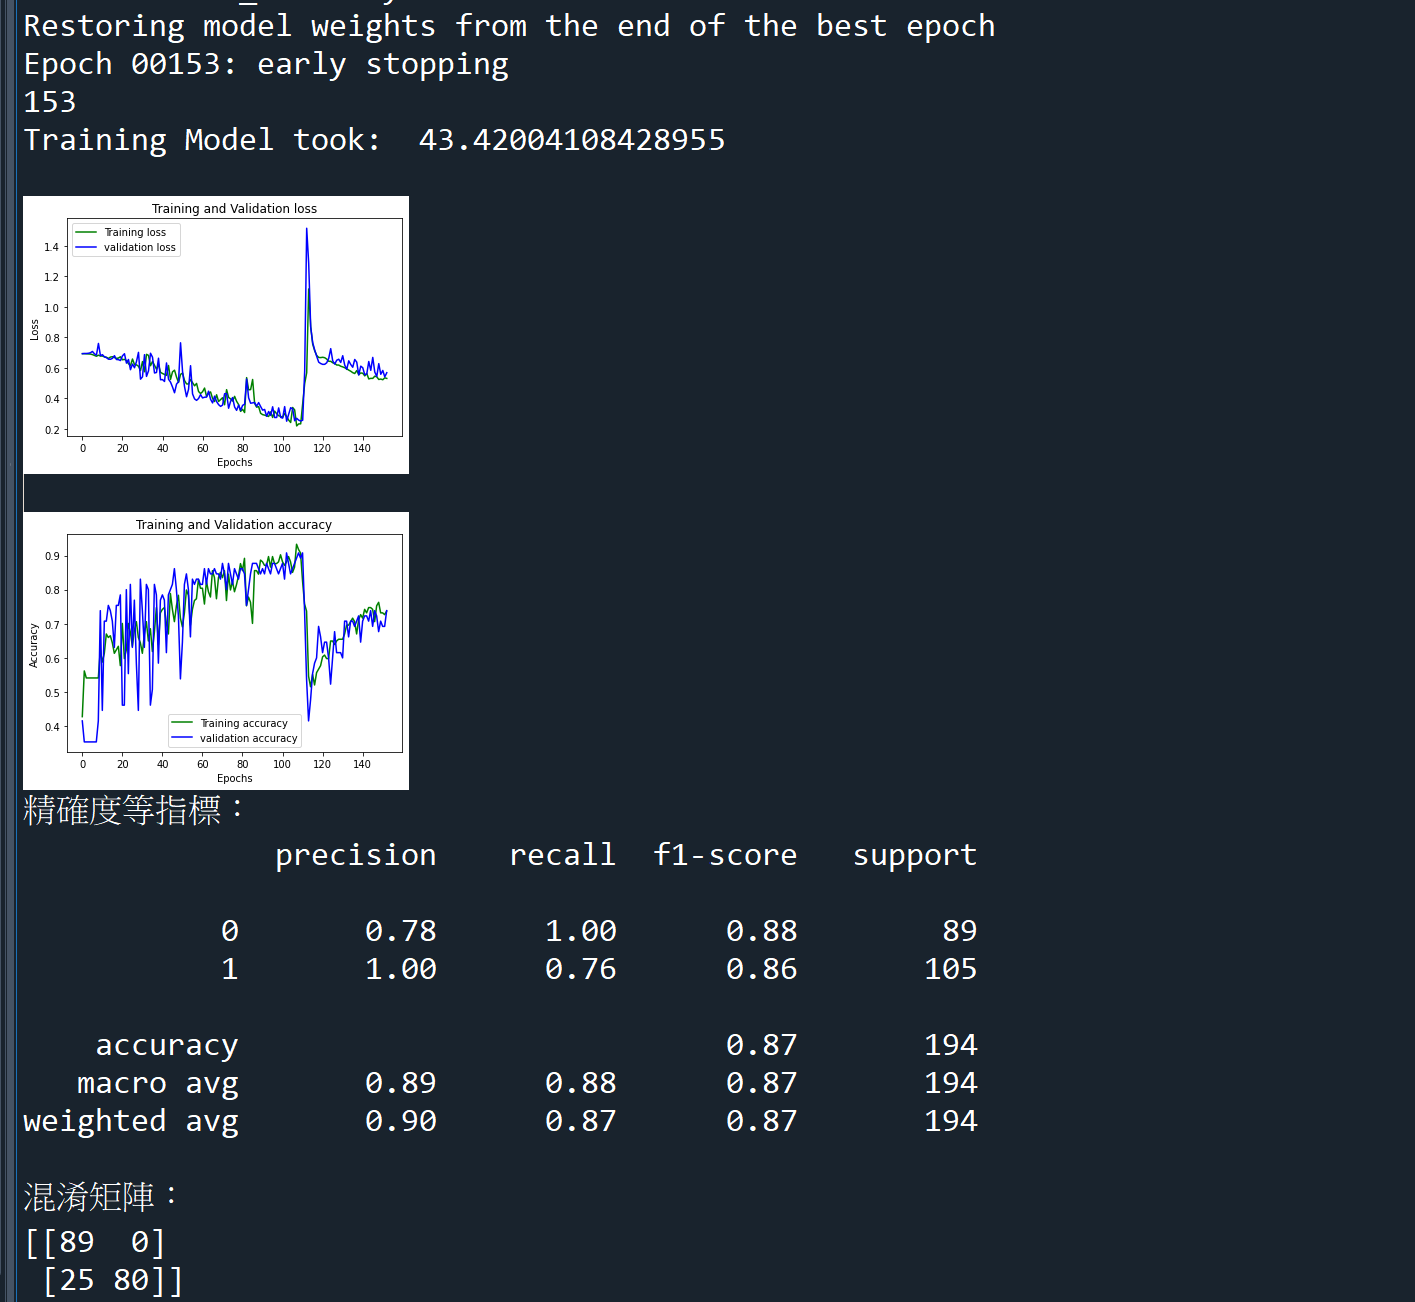 Restoring model weights from the end of the best epoch
Epoch 00153: early stopping
153
Training Model took:  43.42004108428955
Training and Validation loss
Training loss
validation loss
1.4
1.2
1.0
0.8
0.6
0.4
0.2
Loss
0 20 40 60 80 100 120 140
Epochs
Training and Validation accuracy
0.9
0.8
0.7
0.6
0.5
0.4
Accuracy
Training accuracy
validation accuracy
0 20 40 60 80 100 120 140
Epochs
精確度等指標：
precision recall f1-score support
0 0.78 1.00 0.88 89
1 1.00 0.76 0.86 105
accuracy 0.87 194
macro avg 0.89 0.88 0.87 194
weighted avg 0.90 0.87 0.87 194
混淆矩陣：
[[89  0]
[25 80]]